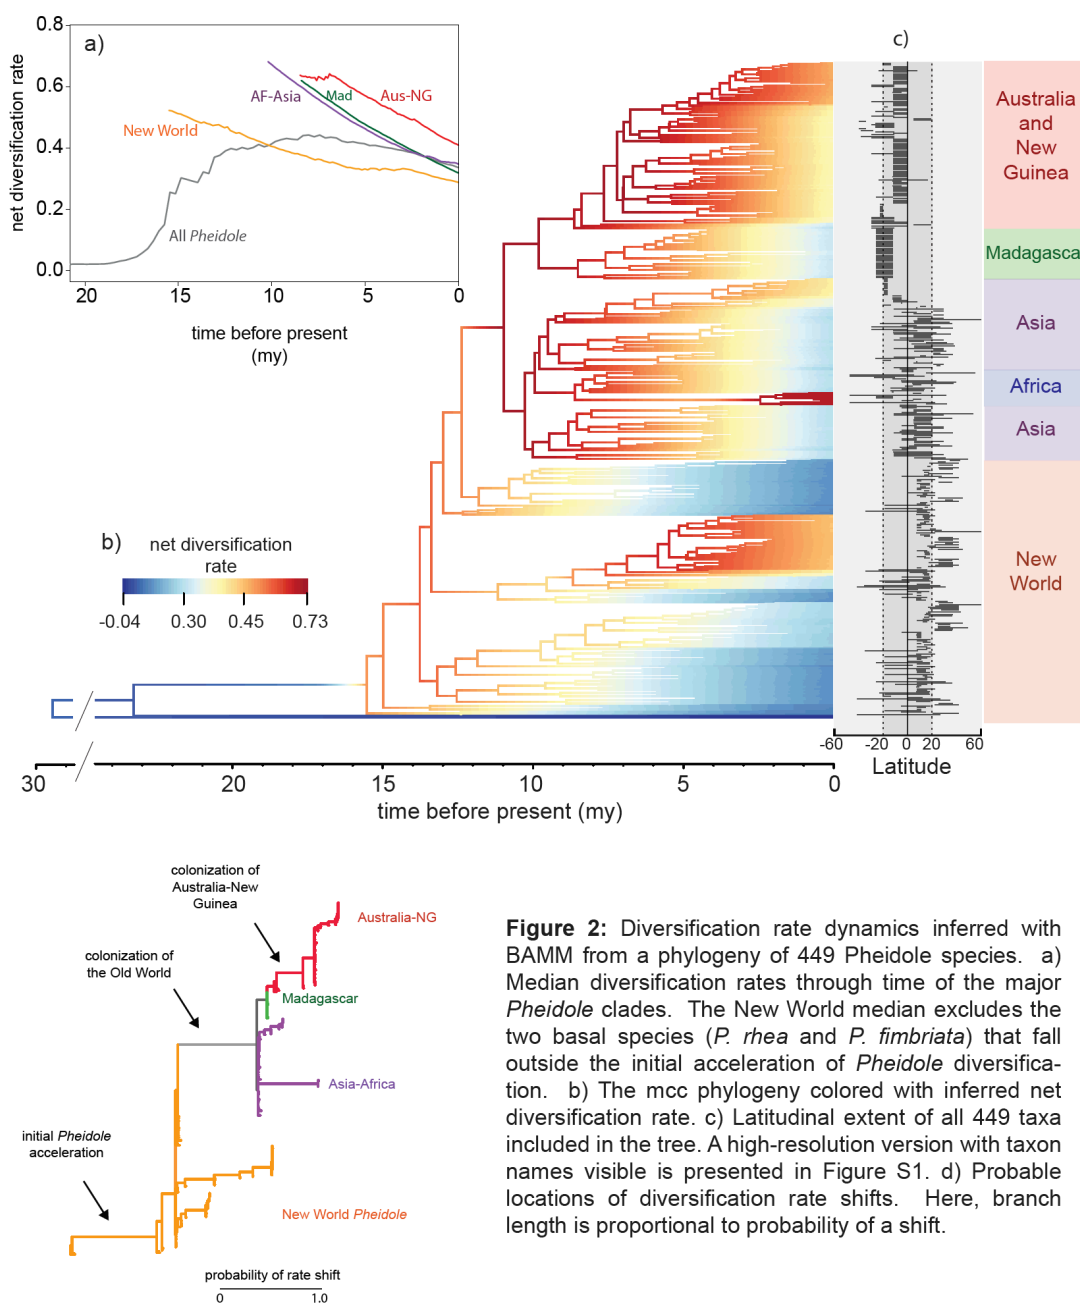 a)
net diversification rate
0.8
0.6
0.4
0.2
0.0
New World
AF-Asia
Mad
Aus-NG
All Pheidole
20
15
10
5
0
time before present
(my)
b)
net diversification
rate
-0.04
0.30
0.45
0.73
30
20
15
10
5
0
time before present (my)
c)
Australia
and
New
Guinea
Madagasca
Asia
Africa
Asia
New
World
-60
-20
0
20
60
Latitude
colonization of
Australia-New
Guinea
colonization of
the Old World
initial Pheidole
acceleration
Australia-NG
Madagascar
Asia-Africa
New World Pheidole
probability of rate shift
0
1.0
Figure 2: Diversification rate dynamics inferred with
BAMM from a phylogeny of 449 Pheidole species. a)
Median diversification rates through time of the major
Pheidole clades. The New World median excludes the
two basal species (P. rhea and P. fimbriata) that fall
outside the initial acceleration of Pheidole diversifica-
tion. b) The mcc phylogeny colored with inferred net
diversification rate. c) Latitudinal extent of all 449 taxa
included in the tree. A high-resolution version with taxon
names visible is presented in Figure S1. d) Probable
locations of diversification rate shifts. Here, branch
length is proportional to probability of a shift.